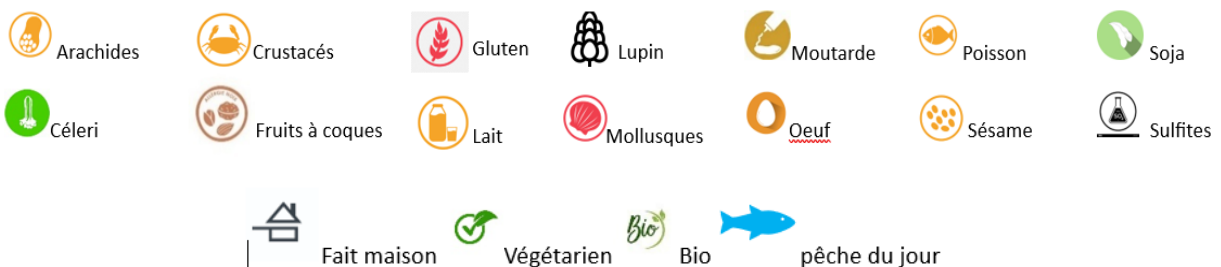 Arachides Crustacés Gluten Lupin Moutarde Poisson Soja
Céleri Fruits à coques Lait Mollusques Oeuf Sésame Sulfites
Fait maison Végétarien Bio Bio pêche du jour